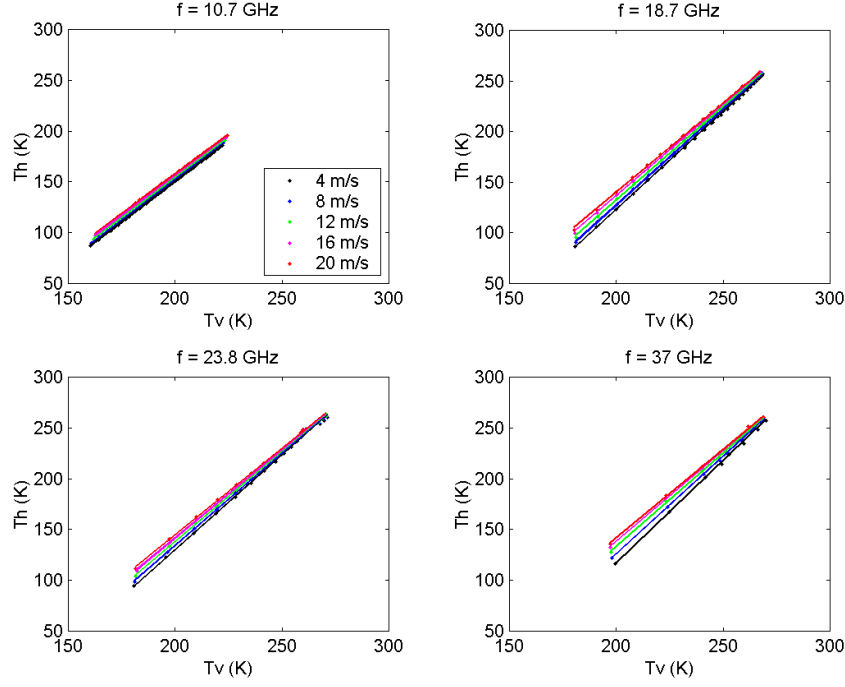 f = 10.7 GHz
300
250
200
150
100
50
Th (K)
150
200
250
300
Tv (K)
4 m/s
8 m/s
12 m/s
16 m/s
20 m/s
f = 18.7 GHz
300
250
200
150
100
50
Th (K)
150
200
250
300
Tv (K)
f = 23.8 GHz
300
250
200
150
100
50
Th (K)
150
200
250
300
Tv (K)
f = 37 GHz
300
250
200
150
100
50
Th (K)
150
200
250
300
Tv (K)